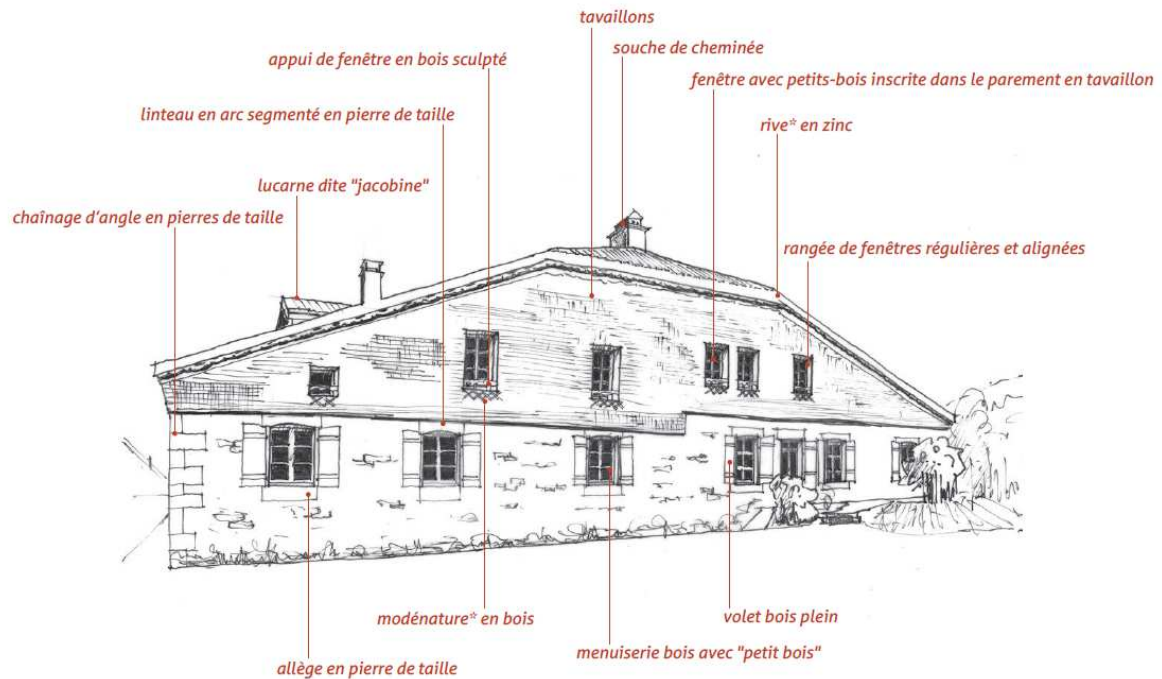 tavaillons
souche de cheminée
appui de fenêtre en bois sculpté
fenêtre avec petits-bois inscrite dans le parement en tavaillon
linteau en arc segmenté en pierre de taille
rive* en zinc
lucarne dite "jacobine"
chaînage d'angle en pierres de taille
rangée de fenêtres régulières et alignées
modénature* en bois
volet bois plein
menuiserie bois avec "petit bois"
allège en pierre de taille